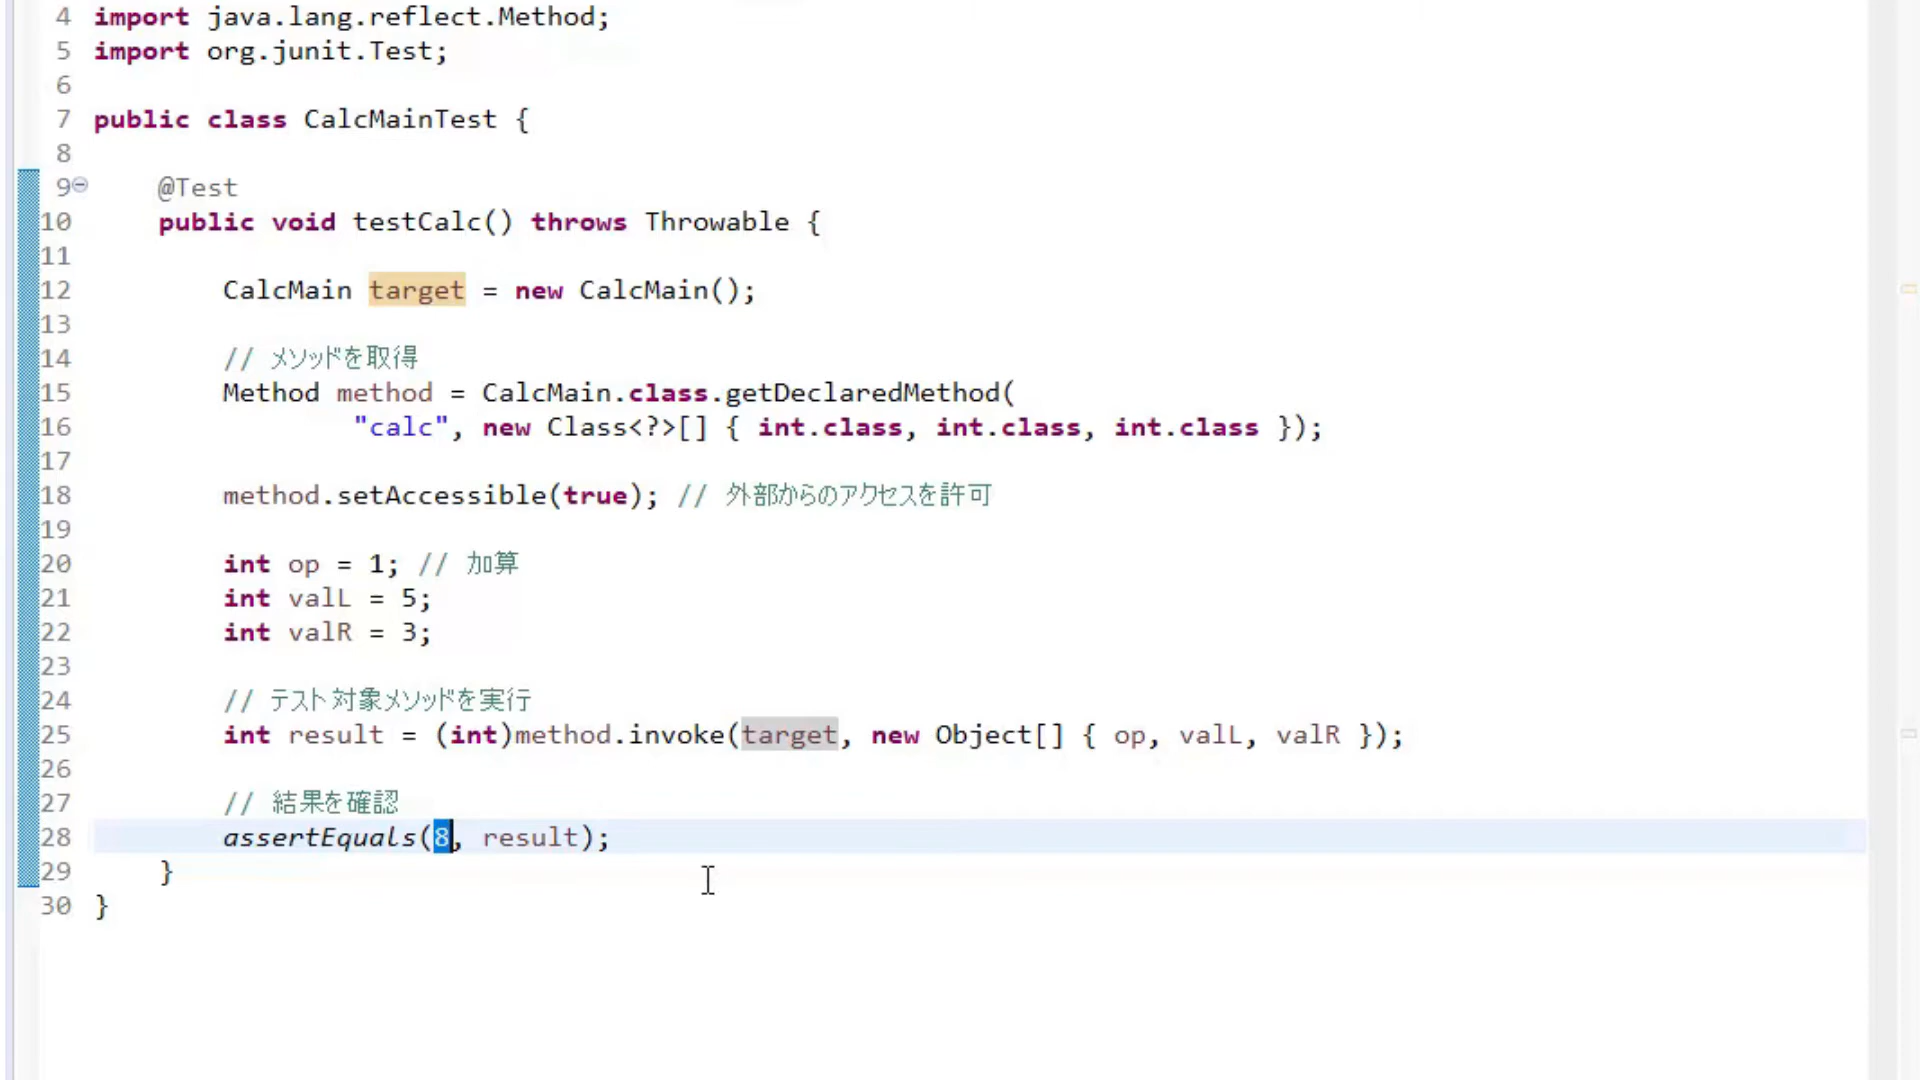 4 import java.lang.reflect.Method;
5 import org.junit.Test;
6
7 public class CalcMainTest {
8
9 @Test
10 public void testCalc() throws Throwable {
11
12 CalcMain target = new CalcMain();
13
14 // メソッドを取得
15 Method method = CalcMain.class.getDeclaredMethod(
16 "calc", new Class<?>[] { int.class, int.class, int.class });
17
18 method.setAccessible(true); // 外部からのアクセスを許可
19
20 int op = 1; // 加算
21 int valL = 5;
22 int valR = 3;
23
24 // テスト対象メソッドを実行
25 int result = (int)method.invoke(target, new Object[] { op, valL, valR });
26
27 // 結果を確認
28 assertEquals(8, result);
29 }
30 }